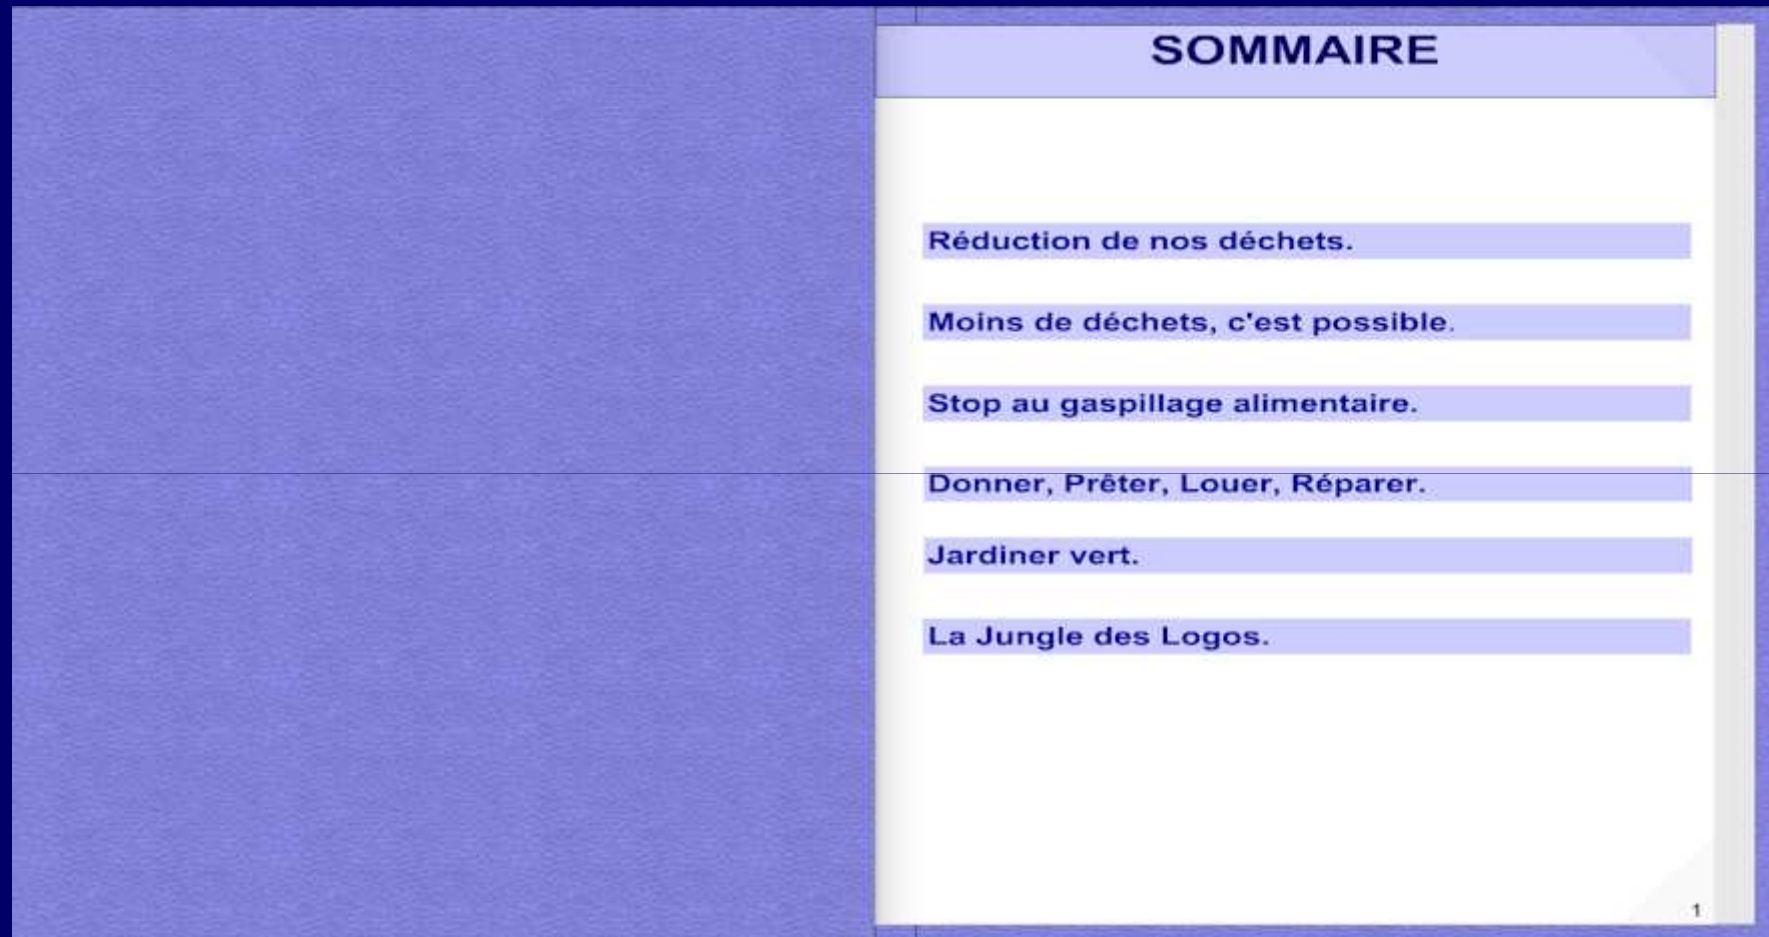 SOMMAIRE
Réduction de nos déchets.
Moins de déchets, c'est possible.
Stop au gaspillage alimentaire.
Donner, Prêter, Louer, Réparer.
Jardiner vert.
La Jungle des Logos.
1